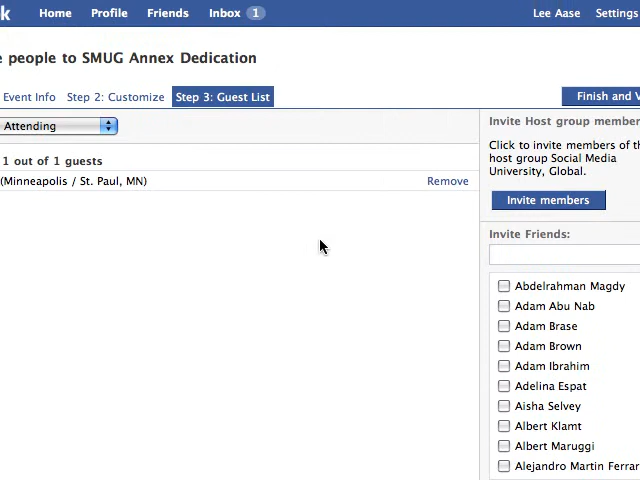 k Home Profile Friends Inbox 1 Lee Aase Settings
e people to SMUG Annex Dedication
Event Info Step 2: Customize Step 3: Guest List Finish and V
Attending
1 out of 1 guests
(Minneapolis / St. Paul, MN) Remove
Invite Host group member
Click to invite members of th
host group Social Media
University, Global.
Invite members
Invite Friends:
Abdelrahman Magdy
Adam Abu Nab
Adam Brase
Adam Brown
Adam Ibrahim
Adelina Espat
Aisha Selvey
Albert Klamt
Albert Maruggi
Alejandro Martin Ferrar